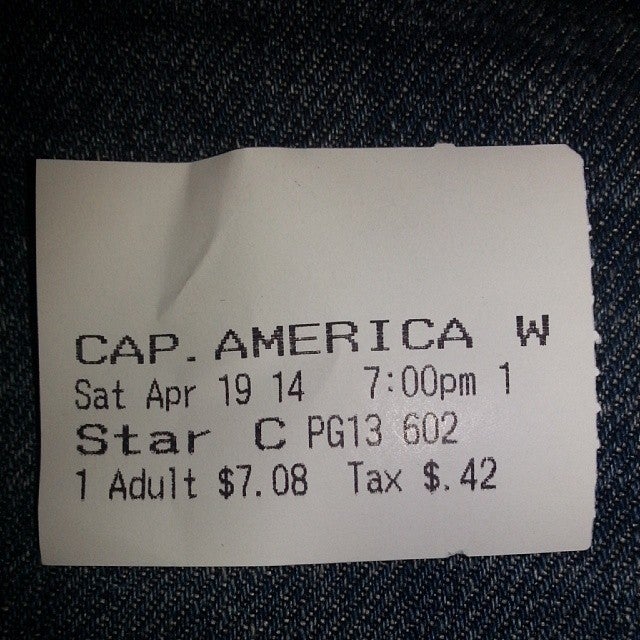 CAP. AMERICA W
Sat Apr 19 14 7:00pm 1
Star C PG13 602
1 Adult $7.08 Tax $.42